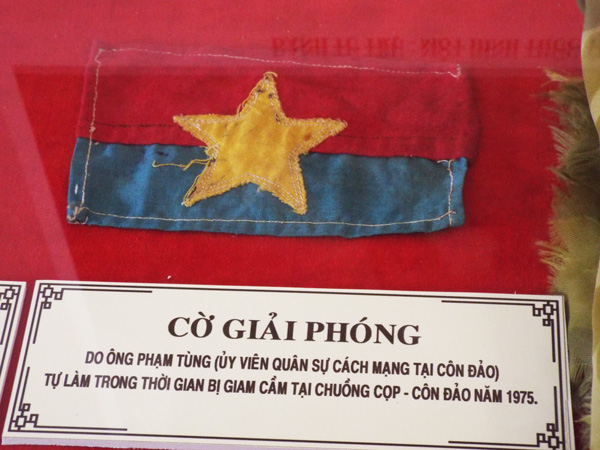 CỜ GIẢI PHÓNG
DO ÔNG PHẠM TÙNG (ỦY VIÊN QUÂN SỰ CÁCH MẠNG TẠI CÔN ĐẢO)
TỰ LÀM TRONG THỜI GIAN BỊ GIAM CẦM TẠI CHUỒNG CỌP - CÔN ĐẢO NĂM 1975.